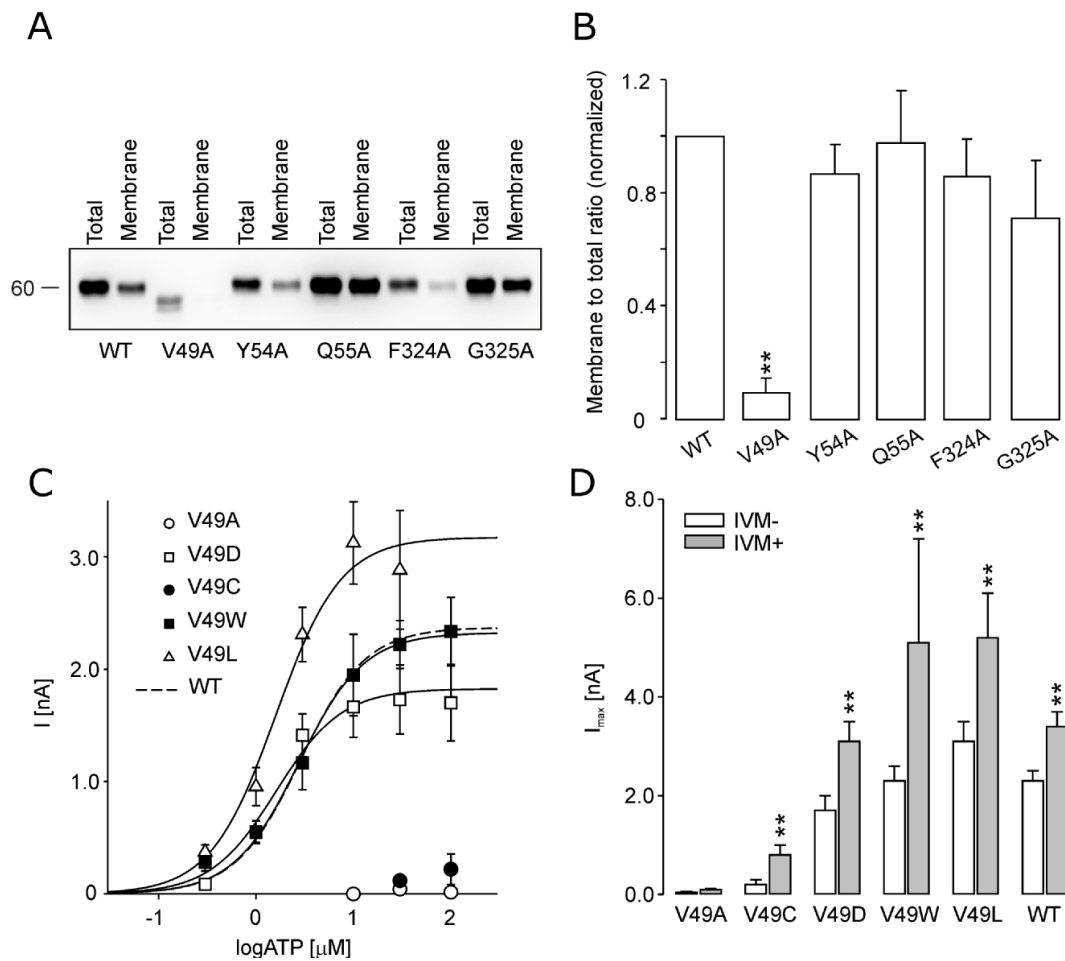 A
Total
Membrane
Total
Membrane
Total
Membrane
Total
Membrane
Total
Membrane
Total
Membrane
60
WT V49A Y54A Q55A F324A G325A
B
Membrane to total ratio (normalized)
1.2
0.8
0.4
0
**
WT
V49A
Y54A
Q55A
F324A
G325A
C
I [nA]
3.0
2.0
1.0
0
V49A
V49D
V49C
V49W
V49L
WT
-1 0 1 2
logATP [μM]
D
Imax [nA]
8.0
6.0
4.0
2.0
0.0
IVM-
IVM+
**
**
**
**
**
V49A V49C V49D V49W V49L WT